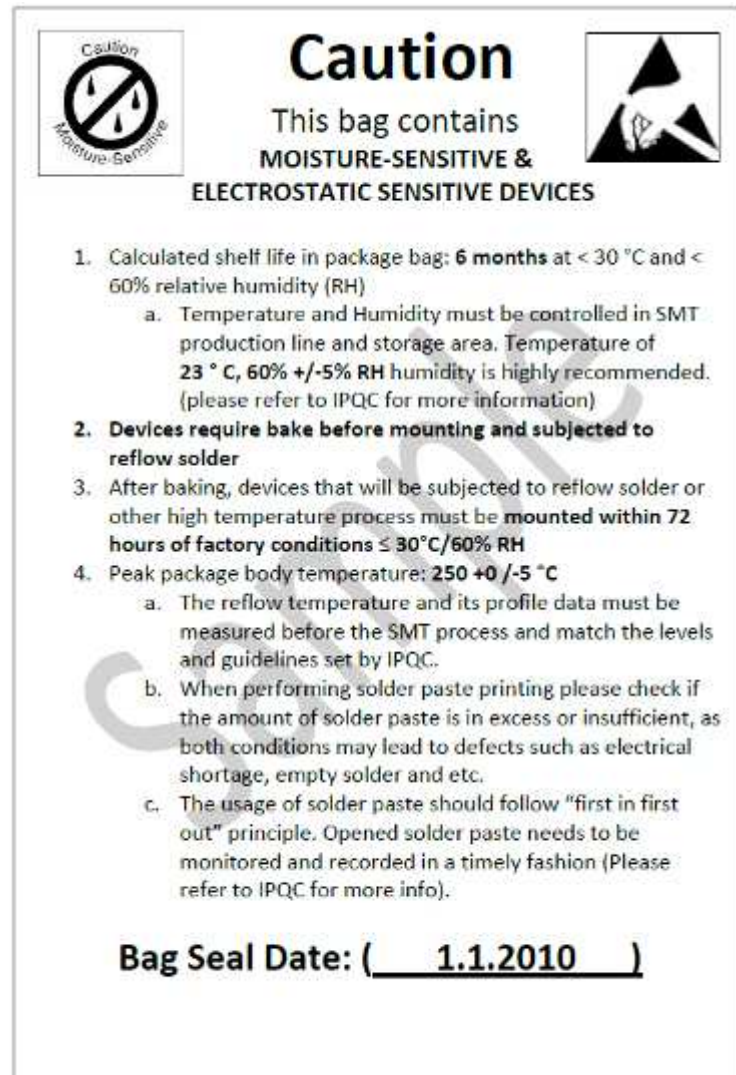 Caution
Moisture-Sensitive
Caution
This bag contains
MOISTURE-SENSITIVE &
ELECTROSTATIC SENSITIVE DEVICES
1. Calculated shelf life in package bag: 6 months at < 30 °C and <
60% relative humidity (RH)
a. Temperature and Humidity must be controlled in SMT
production line and storage area. Temperature of
23 ° C, 60% +/-5% RH humidity is highly recommended.
(please refer to IPQC for more information)
2. Devices require bake before mounting and subjected to
reflow solder
3. After baking, devices that will be subjected to reflow solder or
other high temperature process must be mounted within 72
hours of factory conditions ≤ 30°C/60% RH
4. Peak package body temperature: 250 +0 /-5 °C
a. The reflow temperature and its profile data must be
measured before the SMT process and match the levels
and guidelines set by IPQC.
b. When performing solder paste printing please check if
the amount of solder paste is in excess or insufficient, as
both conditions may lead to defects such as electrical
shortage, empty solder and etc.
c. The usage of solder paste should follow “first in first
out” principle. Opened solder paste needs to be
monitored and recorded in a timely fashion (Please
refer to IPQC for more info).
Sample
Bag Seal Date: ( 1.1.2010 )